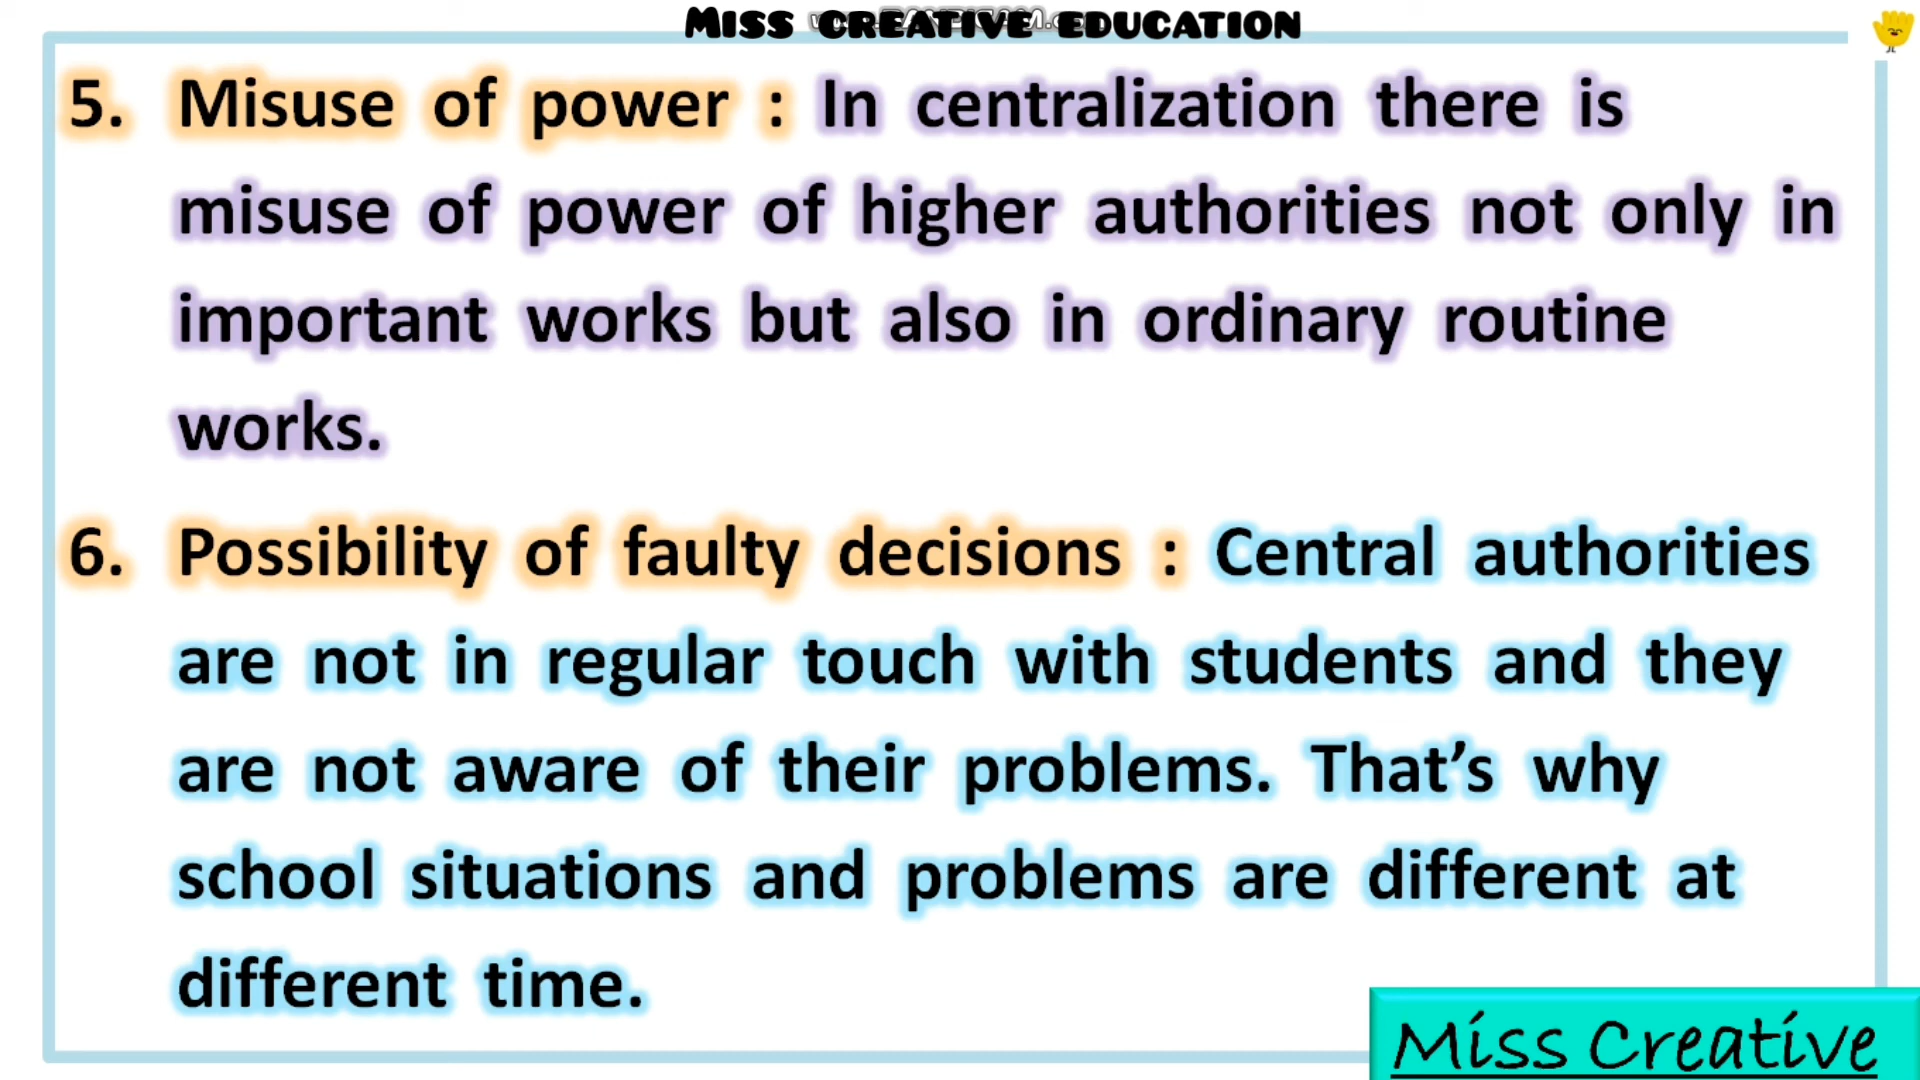 MISS CREATIVE EDUCATION
5. Misuse of power : In centralization there is
misuse of power of higher authorities not only in
important works but also in ordinary routine
works.
6. Possibility of faulty decisions : Central authorities
are not in regular touch with students and they
are not aware of their problems. That’s why
school situations and problems are different at
different time.
Miss Creative